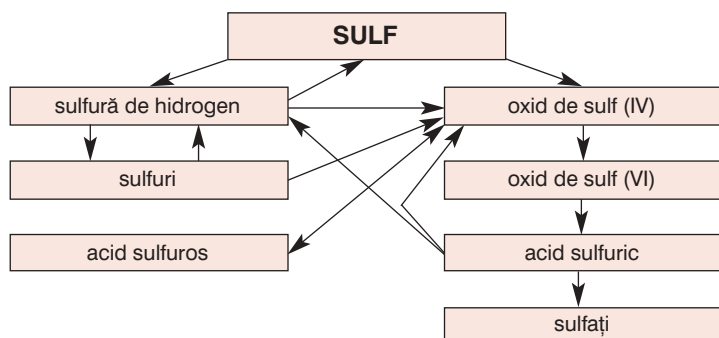 SULF
sulfură de hidrogen
oxid de sulf (IV)
sulfuri
oxid de sulf (VI)
acid sulfuros
acid sulfuric
sulfați